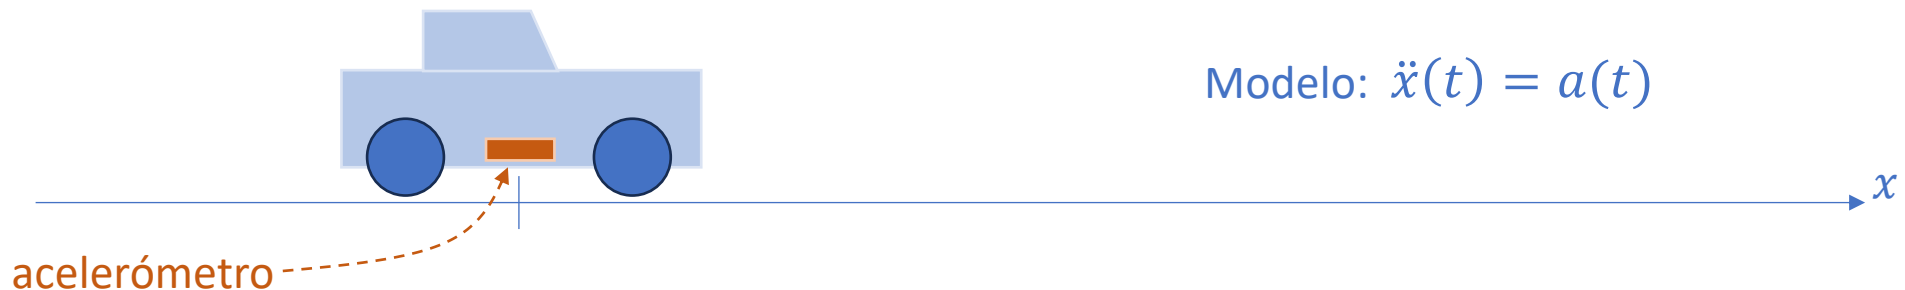 Modelo: ẍ(t) = a(t)
x
acelerómetro